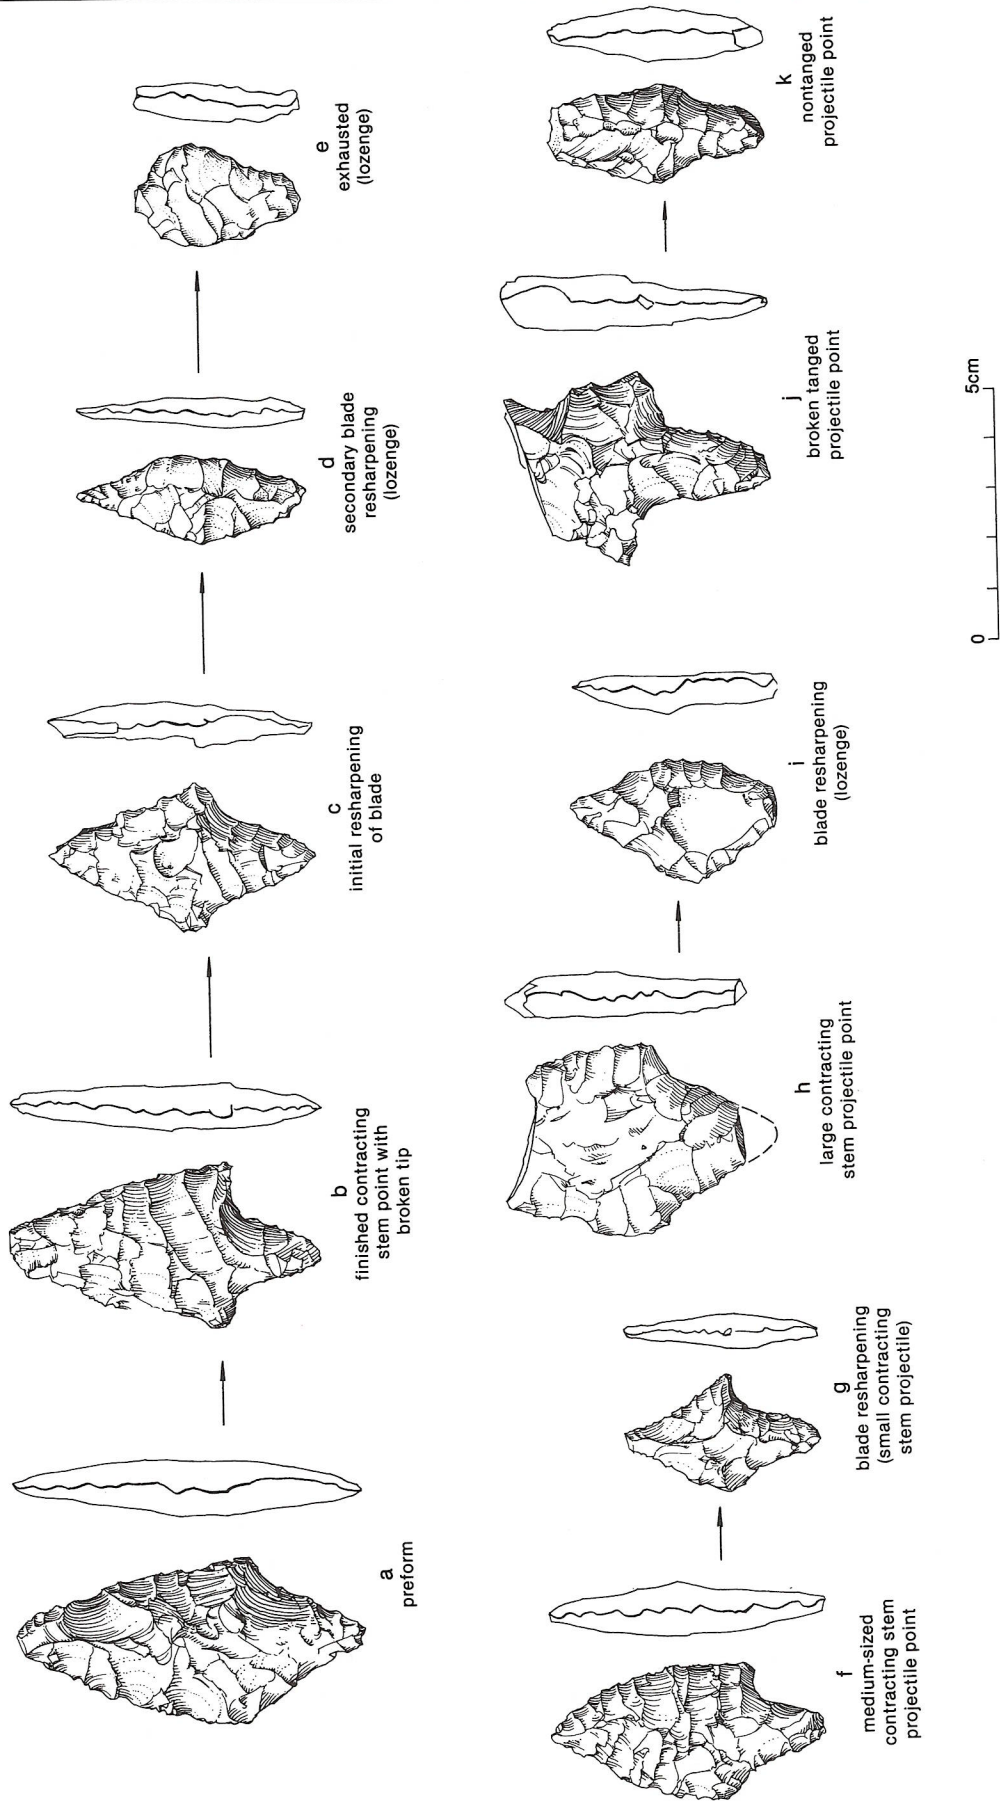 a
preform
b
finished contracting
stem point with
broken tip
c
initial resharpening
of blade
d
secondary blade
resharpening
(lozenge)
e
exhausted
(lozenge)
f
medium-sized
contracting stem
projectile point
g
blade resharpening
(small contracting
stem projectile)
h
large contracting
stem projectile point
i
blade resharpening
(lozenge)
j
broken tanged
projectile point
k
nontanged
projectile point
0
5cm